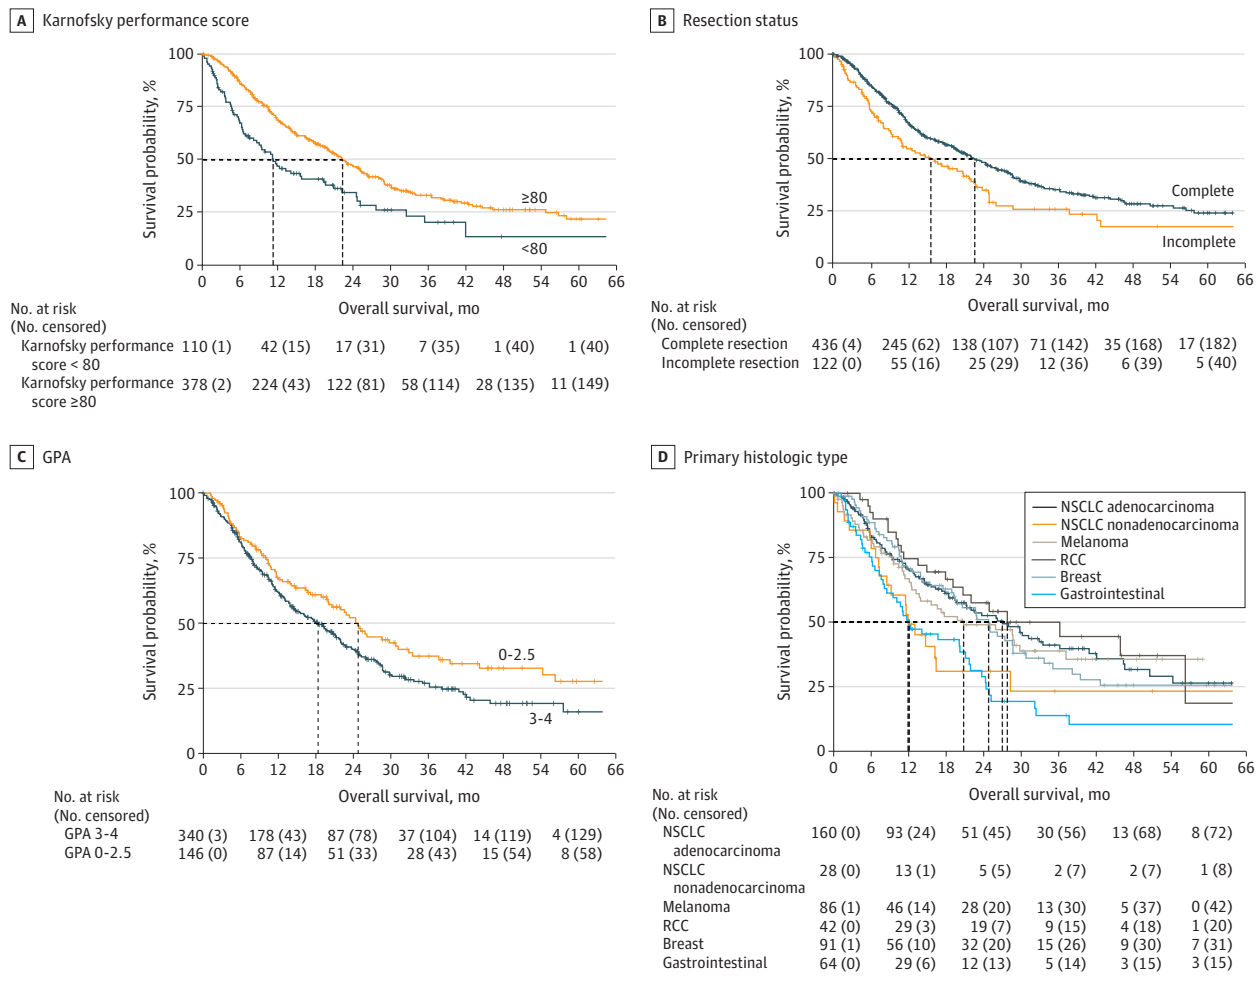 A Karnofsky performance score
Survival probability, %
100
75
50
25
0
≥80
<80
0 6 12 18 24 30 36 42 48 54 60 66
Overall survival, mo
No. at risk
(No. censored)
Karnofsky performance 110 (1) 42 (15) 17 (31) 7 (35) 1 (40) 1 (40)
score < 80
Karnofsky performance 378 (2) 224 (43) 122 (81) 58 (114) 28 (135) 11 (149)
score ≥80
B Resection status
Survival probability, %
100
75
50
25
0
Complete
Incomplete
0 6 12 18 24 30 36 42 48 54 60 66
Overall survival, mo
No. at risk
(No. censored)
Complete resection 436 (4) 245 (62) 138 (107) 71 (142) 35 (168) 17 (182)
Incomplete resection 122 (0) 55 (16) 25 (29) 12 (36) 6 (39) 5 (40)
C GPA
Survival probability, %
100
75
50
25
0
0-2.5
3-4
0 6 12 18 24 30 36 42 48 54 60 66
Overall survival, mo
No. at risk
(No. censored)
GPA 3-4 340 (3) 178 (43) 87 (78) 37 (104) 14 (119) 4 (129)
GPA 0-2.5 146 (0) 87 (14) 51 (33) 28 (43) 15 (54) 8 (58)
D Primary histologic type
Survival probability, %
100
75
50
25
0
NSCLC adenocarcinoma
NSCLC nonadenocarcinoma
Melanoma
RCC
Breast
Gastrointestinal
0 6 12 18 24 30 36 42 48 54 60 66
Overall survival, mo
No. at risk
(No. censored)
NSCLC 160 (0) 93 (24) 51 (45) 30 (56) 13 (68) 8 (72)
adenocarcinoma
NSCLC 28 (0) 13 (1) 5 (5) 2 (7) 2 (7) 1 (8)
nonadenocarcinoma
Melanoma 86 (1) 46 (14) 28 (20) 13 (30) 5 (37) 0 (42)
RCC 42 (0) 29 (3) 19 (7) 9 (15) 4 (18) 1 (20)
Breast 91 (1) 56 (10) 32 (20) 15 (26) 9 (30) 7 (31)
Gastrointestinal 64 (0) 29 (6) 12 (13) 5 (14) 3 (15) 3 (15)